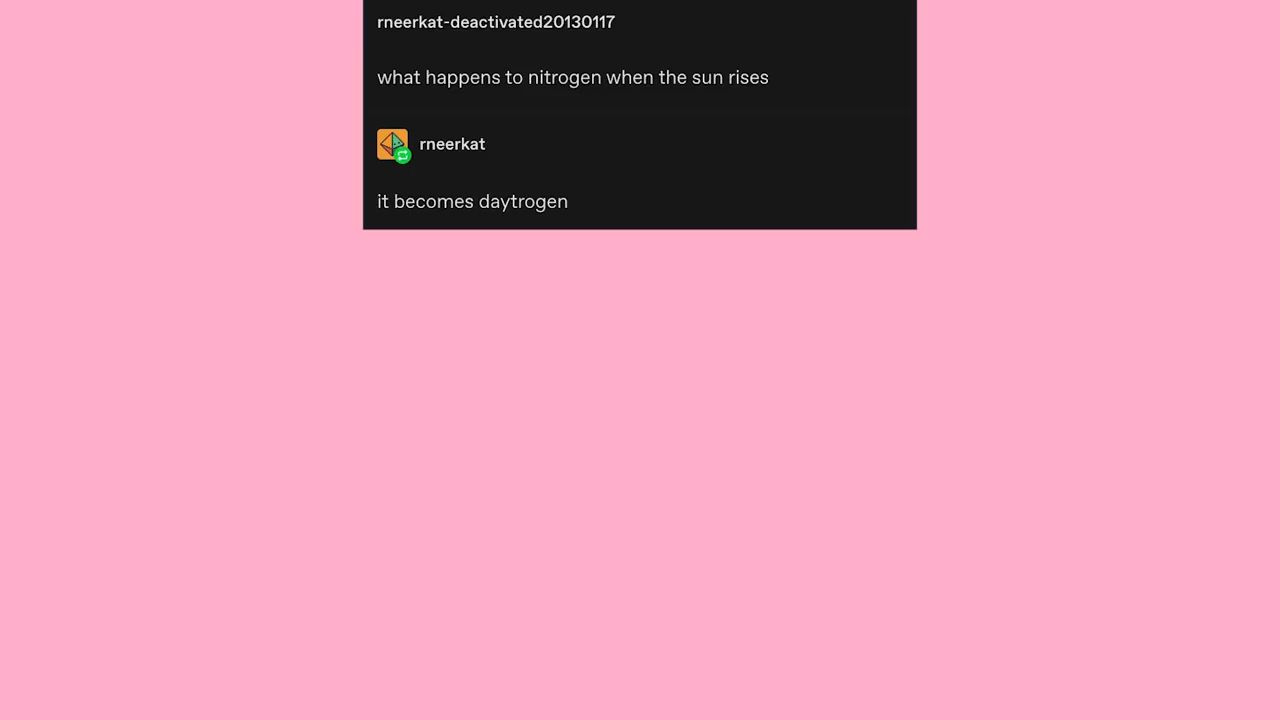 rneerkat-deactivated20130117
what happens to nitrogen when the sun rises
rneerkat
it becomes daytrogen